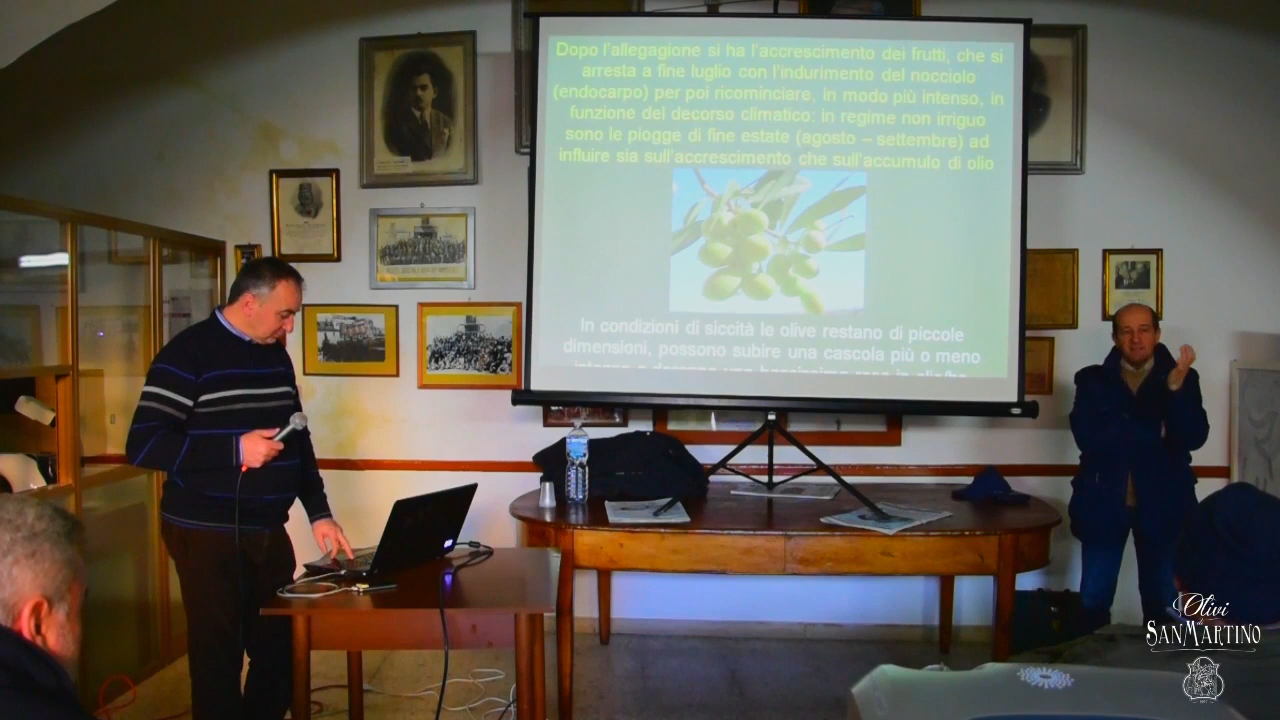 Dopo l'allegagione si ha l'accrescimento dei frutti, che si
arresta a fine luglio con l'indurimento del nocciolo
(endocarpo) per poi ricominciare, in modo più intenso, in
funzione del decorso climatico: in regime non irriguo
sono le piogge di fine estate (agosto – settembre) ad
influire sia sull'accrescimento che sull'accumulo di olio
In condizioni di siccità le olive restano di piccole
dimensioni, possono subire una cascola più o meno
Olivi
di
SANMARTINO